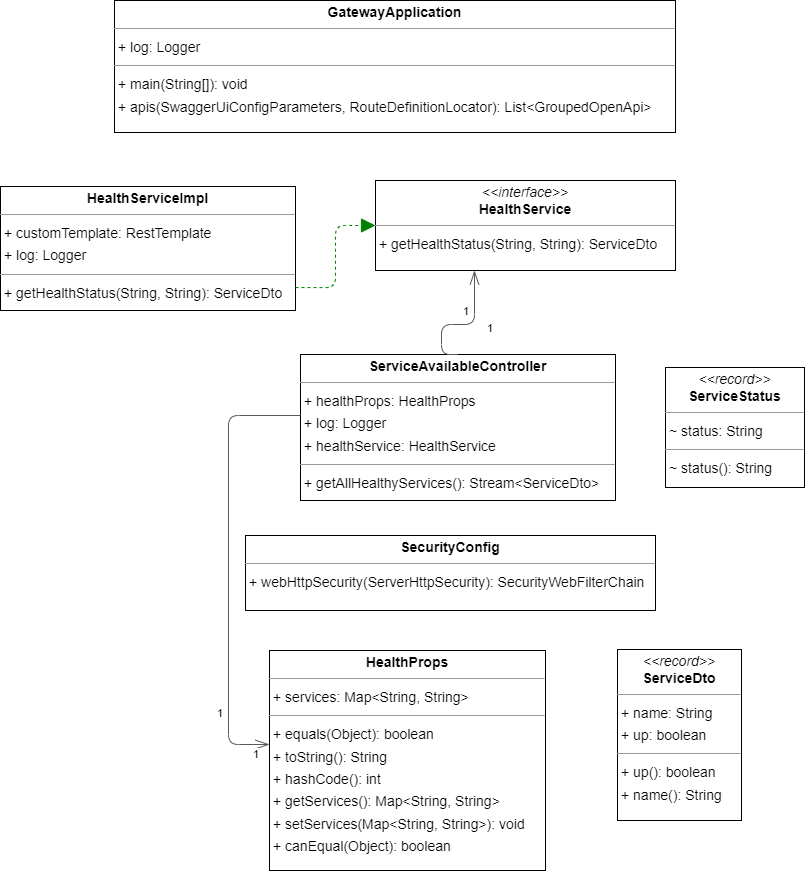 GatewayApplication
+ log: Logger
+ main(String[]): void
+ apis(SwaggerUiConfigParameters, RouteDefinitionLocator): List<GroupedOpenApi>
HealthServiceImpl
+ customTemplate: RestTemplate
+ log: Logger
+ getHealthStatus(String, String): ServiceDto
<<interface>>
HealthService
+ getHealthStatus(String, String): ServiceDto
1
1
ServiceAvailableController
+ healthProps: HealthProps
+ log: Logger
+ healthService: HealthService
+ getAllHealthyServices(): Stream<ServiceDto>
<<record>>
ServiceStatus
~ status: String
~ status(): String
SecurityConfig
+ webHttpSecurity(ServerHttpSecurity): SecurityWebFilterChain
1
1
HealthProps
+ services: Map<String, String>
+ equals(Object): boolean
+ toString(): String
+ hashCode(): int
+ getServices(): Map<String, String>
+ setServices(Map<String, String>): void
+ canEqual(Object): boolean
<<record>>
ServiceDto
+ name: String
+ up: boolean
+ up(): boolean
+ name(): String